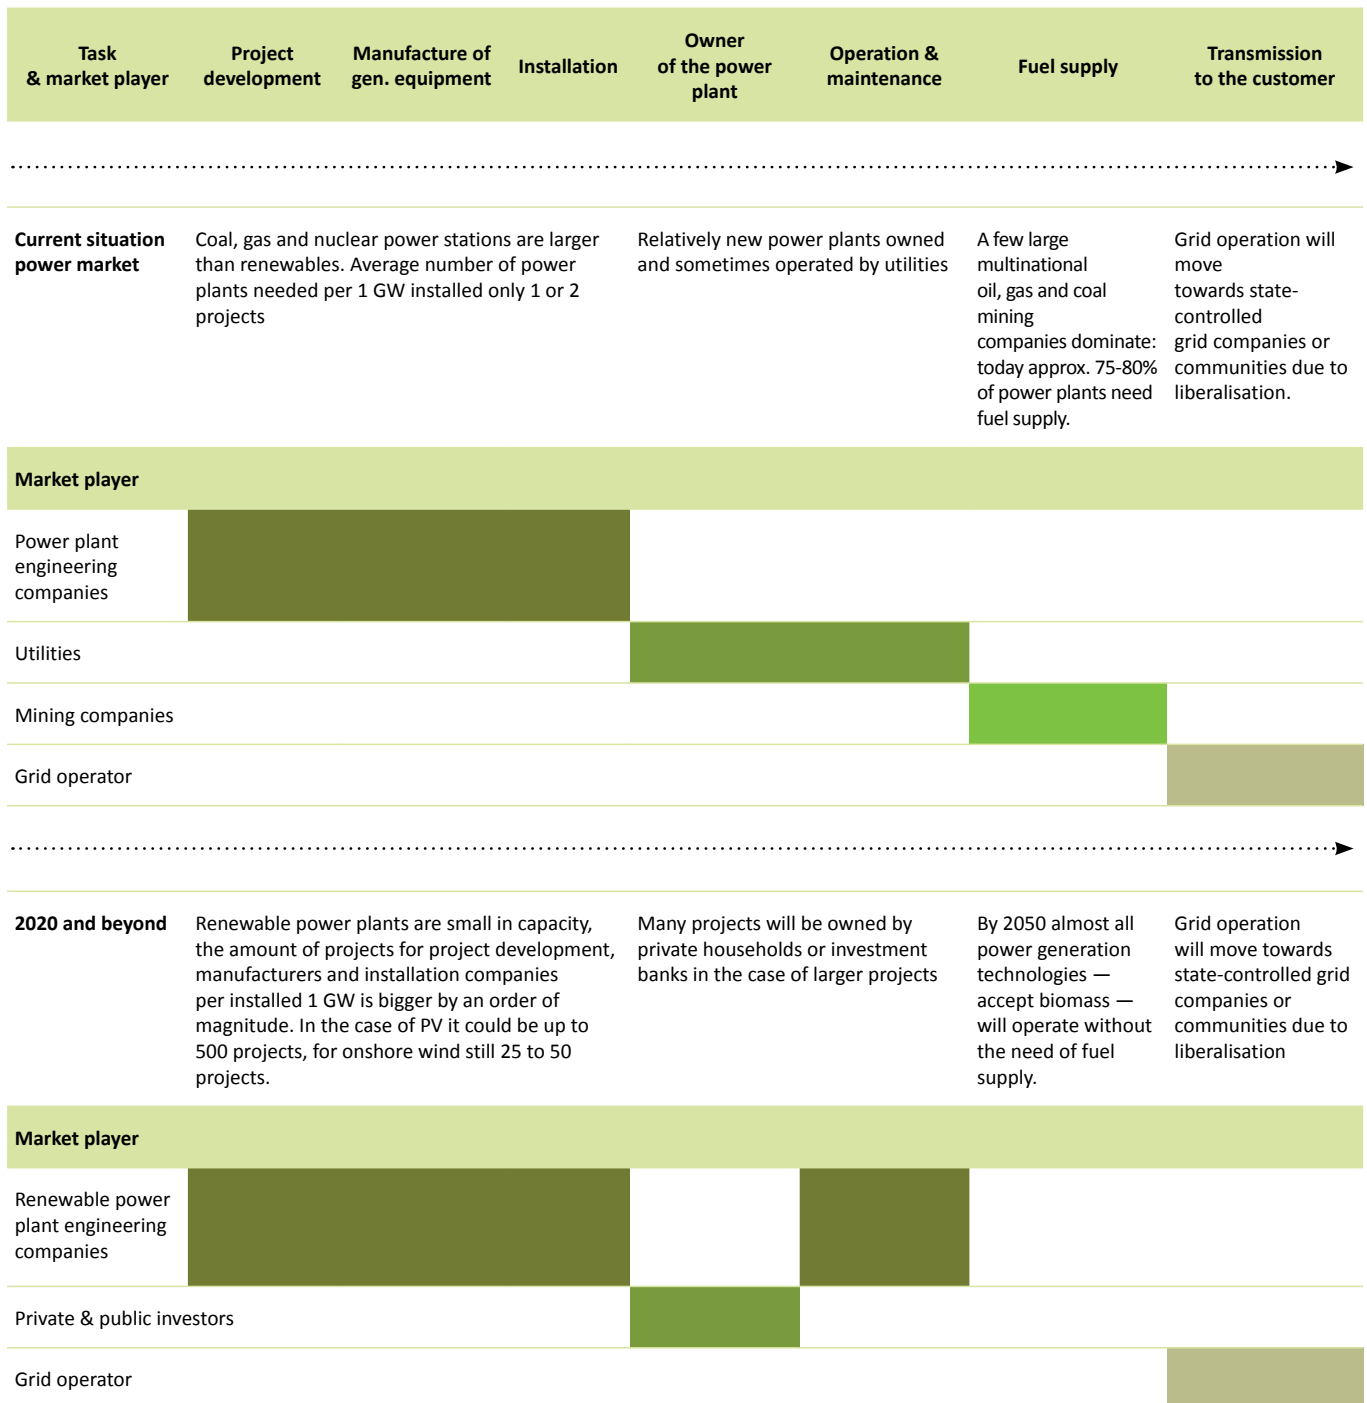 Task
& market player
Project
development
Manufacture of
gen. equipment
Installation
Owner
of the power
plant
Operation &
maintenance
Fuel supply
Transmission
to the customer
Current situation
power market
Coal, gas and nuclear power stations are larger
than renewables. Average number of power
plants needed per 1 GW installed only 1 or 2
projects
Relatively new power plants owned
and sometimes operated by utilities
A few large
multinational
oil, gas and coal
mining
companies dominate:
today approx. 75-80%
of power plants need
fuel supply.
Grid operation will
move
towards state-
controlled
grid companies or
communities due to
liberalisation.
Market player
Power plant
engineering
companies
Utilities
Mining companies
Grid operator
2020 and beyond
Renewable power plants are small in capacity,
the amount of projects for project development,
manufacturers and installation companies
per installed 1 GW is bigger by an order of
magnitude. In the case of PV it could be up to
500 projects, for onshore wind still 25 to 50
projects.
Many projects will be owned by
private households or investment
banks in the case of larger projects
By 2050 almost all
power generation
technologies —
accept biomass —
will operate without
the need of fuel
supply.
Grid operation
will move towards
state-controlled grid
companies or
communities due to
liberalisation
Market player
Renewable power
plant engineering
companies
Private & public investors
Grid operator